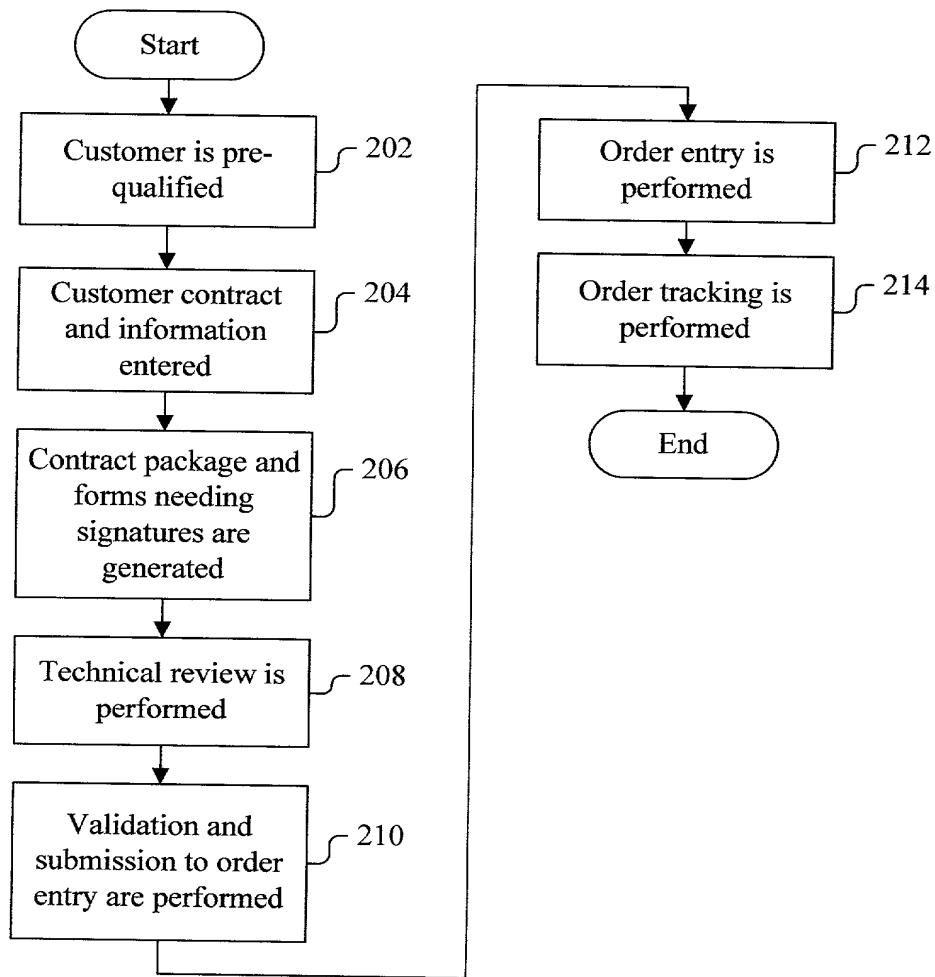 Start
Customer is pre-
qualified
202
Customer contract
and information
entered
204
Contract package and
forms needing
signatures are
generated
206
Technical review is
performed
208
Validation and
submission to order
entry are performed
210
Order entry is
performed
212
Order tracking is
performed
214
End